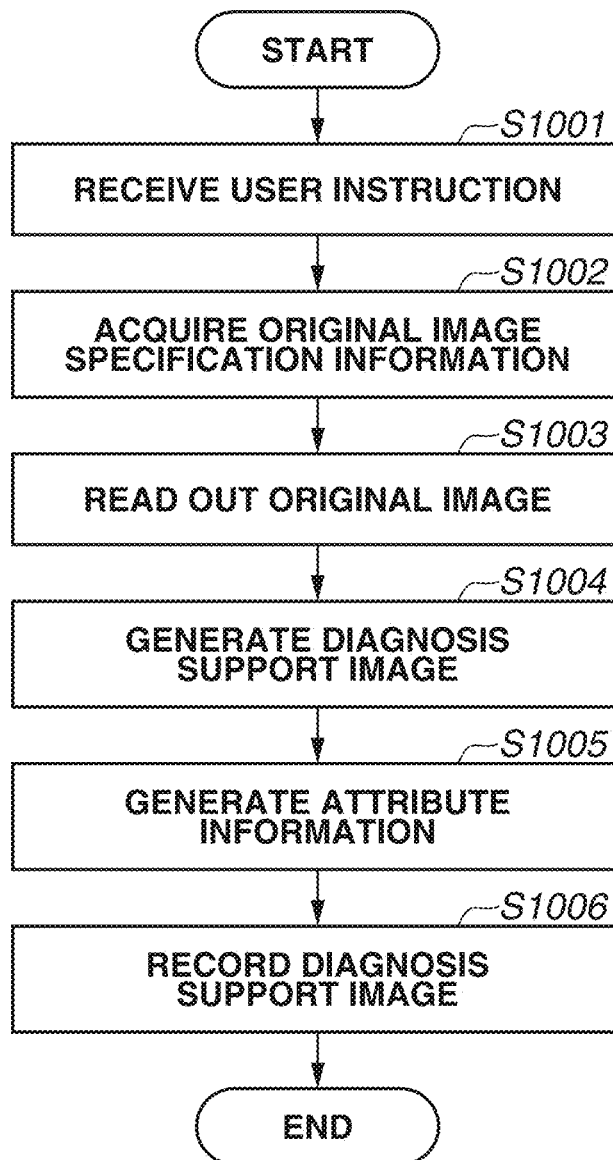 START
S1001
RECEIVE USER INSTRUCTION
S1002
ACQUIRE ORIGINAL IMAGE
SPECIFICATION INFORMATION
S1003
READ OUT ORIGINAL IMAGE
S1004
GENERATE DIAGNOSIS
SUPPORT IMAGE
S1005
GENERATE ATTRIBUTE
INFORMATION
S1006
RECORD DIAGNOSIS
SUPPORT IMAGE
END